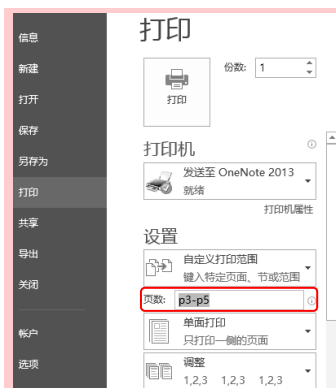 信息
新建
打开
保存
另存为
打印
共享
导出
关闭
帐户
选项
打印
份数: 1
打印
打印机
发送至 OneNote 2013
就绪
打印机属性
设置
自定义打印范围
键入特定页面、节或范围
页数: p3-p5
单面打印
只打印一侧的页面
调整
1,2,3 1,2,3 1,2,3